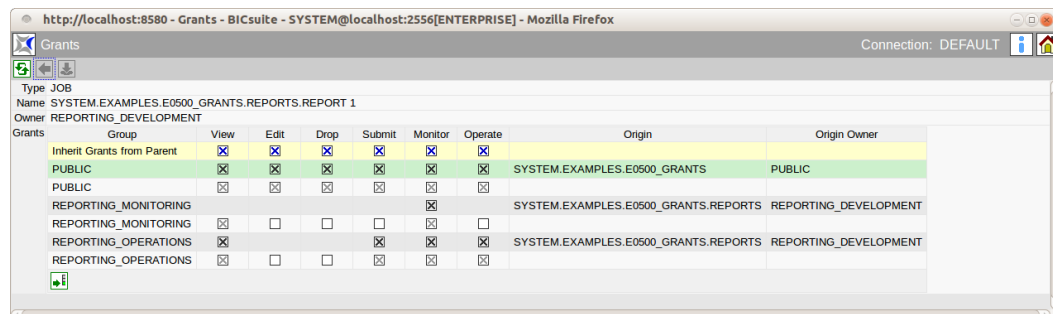 http://localhost:8580 - Grants - BICsuite - SYSTEM@localhost:2556[ENTERPRISE] - Mozilla Firefox
Grants Connection: DEFAULT
Type JOB
Name SYSTEM.EXAMPLES.E0500_GRANTS.REPORTS.REPORT 1
Owner REPORTING_DEVELOPMENT
Grants Group View Edit Drop Submit Monitor Operate Origin Origin Owner
Inherit Grants from Parent
PUBLIC SYSTEM.EXAMPLES.E0500_GRANTS PUBLIC
PUBLIC
REPORTING_MONITORING SYSTEM.EXAMPLES.E0500_GRANTS.REPORTS REPORTING_DEVELOPMENT
REPORTING_MONITORING
REPORTING_OPERATIONS SYSTEM.EXAMPLES.E0500_GRANTS.REPORTS REPORTING_DEVELOPMENT
REPORTING_OPERATIONS